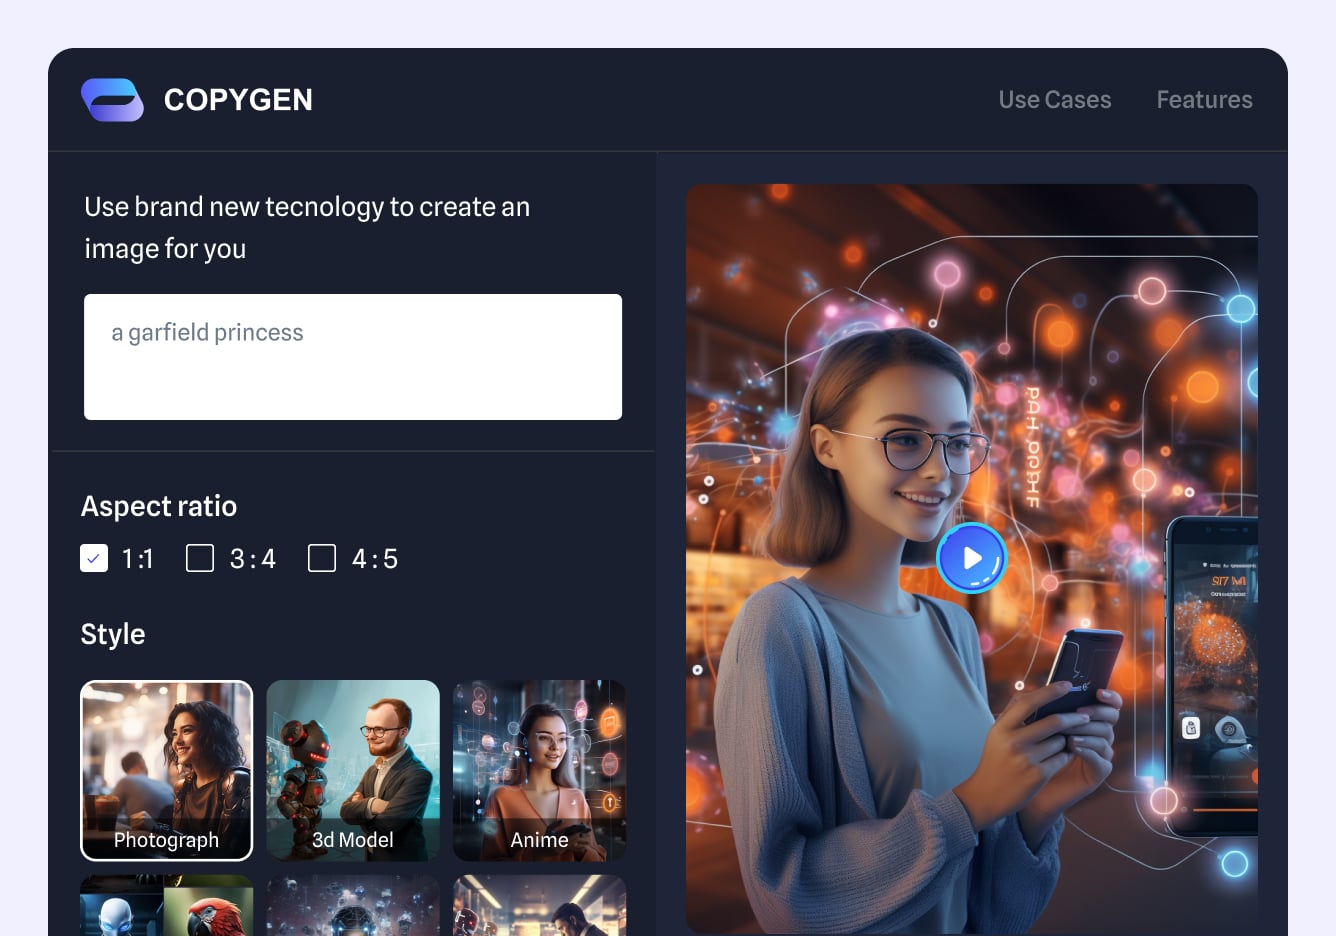 COPYGEN
Use Cases
Features
Use brand new tecnology to create an
image for you
a garfield princess
Aspect ratio
1:1
3:4
4:5
Style
Photograph
3d Model
Anime